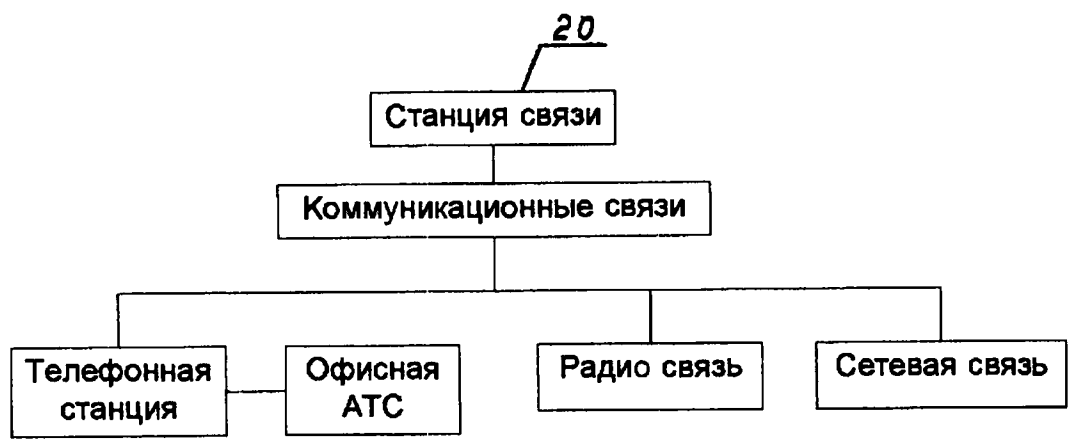 20
Станция связи
Коммуникационные связи
Телефонная
станция
Офисная
АТС
Радио связь
Сетевая связь